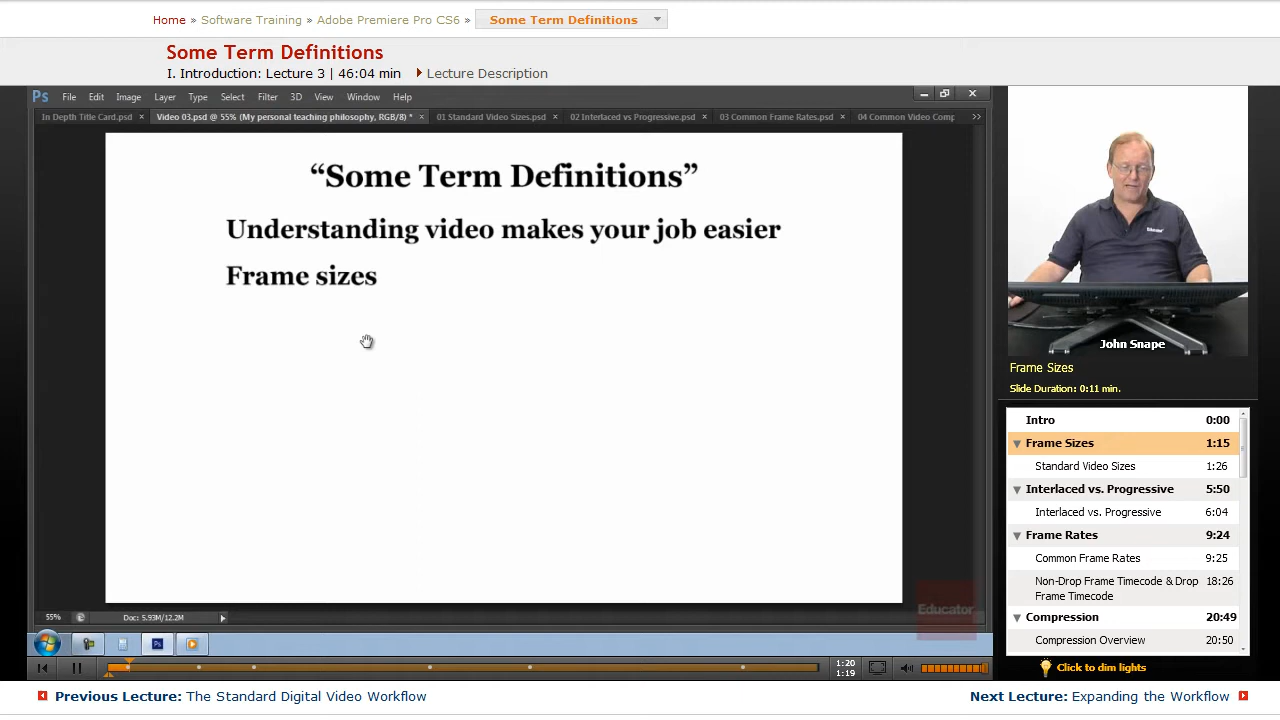 Home » Software Training » Adobe Premiere Pro CS6 » Some Term Definitions
Some Term Definitions
I. Introduction: Lecture 3 | 46:04 min Lecture Description
Ps File Edit Image Layer Type Select Filter 3D View Window Help
In Depth Title Card.psd × Video 03.psd @ 55% (My personal teaching philosophy, RGB/8) * × 01 Standard Video Sizes.psd × 02 Interlaced vs Progressive.psd × 03 Common Frame Rates.psd × 04 Common Video Comp >>
“Some Term Definitions”
Understanding video makes your job easier
Frame sizes
Educator
55% Doc: 5.93M/12.2M
Ps
1:20
1:19
Educator
John Snape
Frame Sizes
Slide Duration: 0:11 min.
Intro 0:00
Frame Sizes 1:15
Standard Video Sizes 1:26
Interlaced vs. Progressive 5:50
Interlaced vs. Progressive 6:04
Frame Rates 9:24
Common Frame Rates 9:25
Non-Drop Frame Timecode & Drop 18:26
Frame Timecode
Compression 20:49
Compression Overview 20:50
Click to dim lights
Previous Lecture: The Standard Digital Video Workflow
Next Lecture: Expanding the Workflow